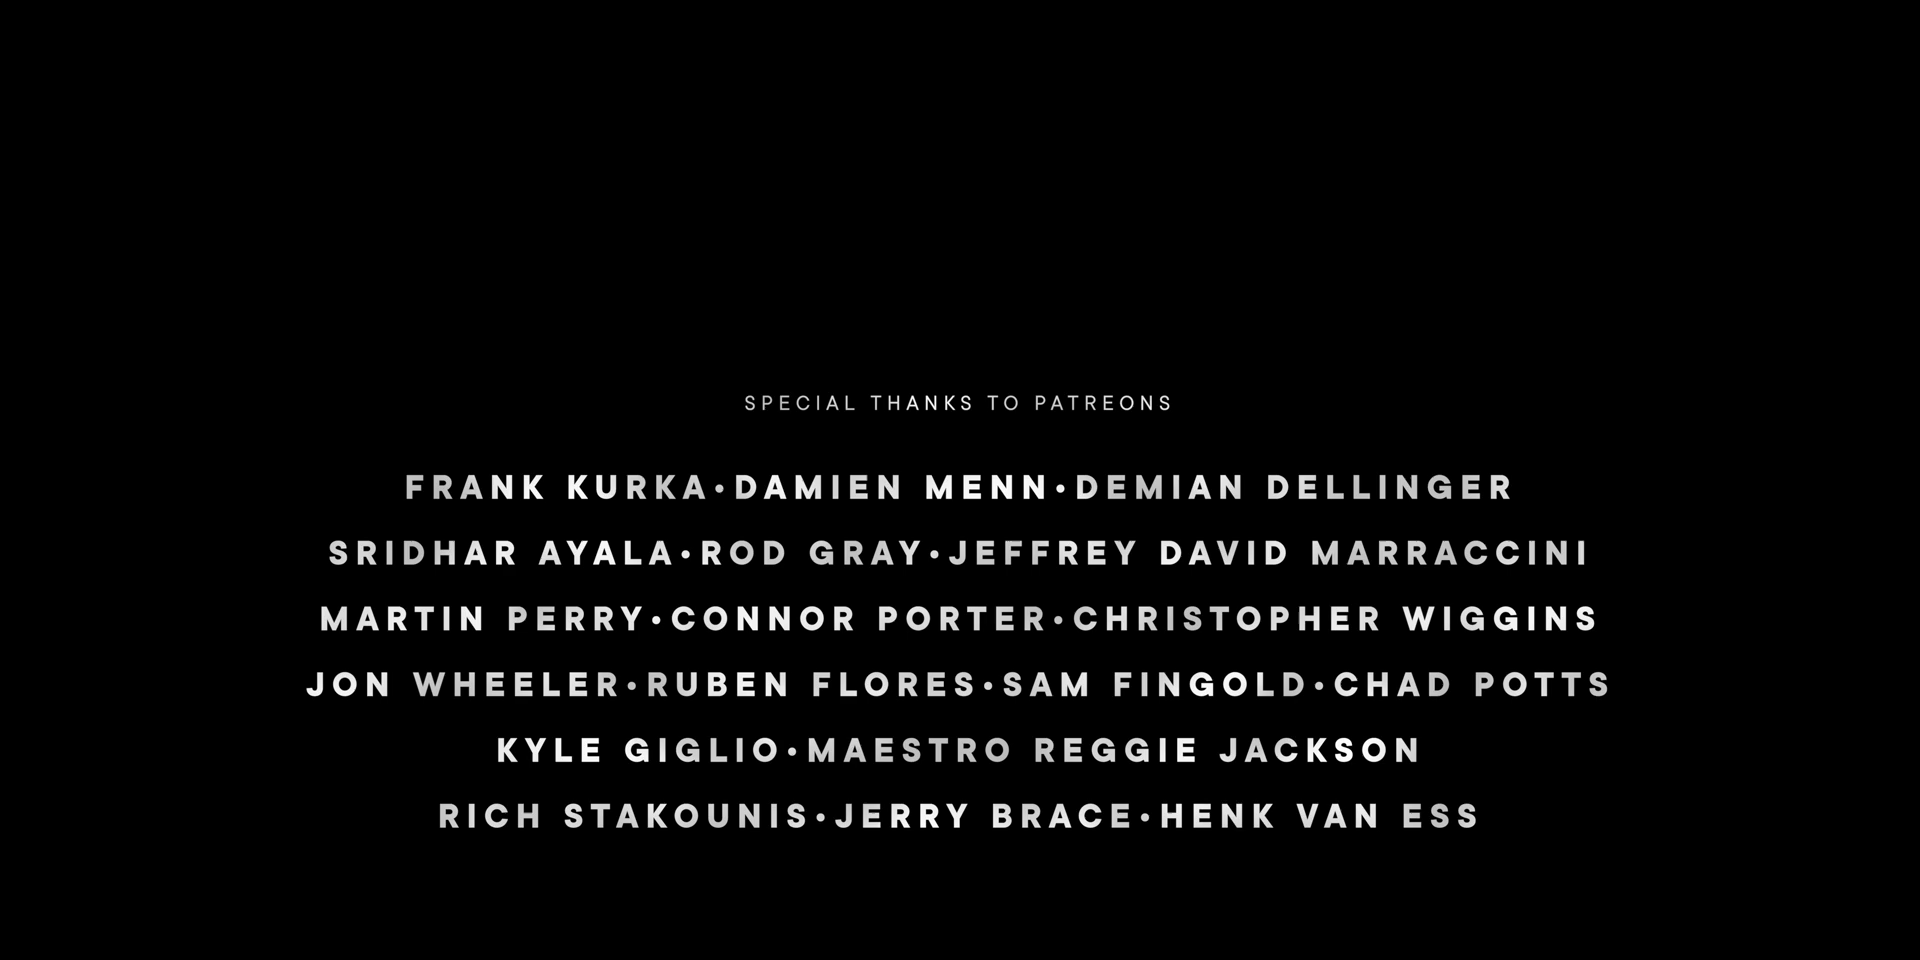 SPECIAL THANKS TO PATREONS
FRANK KURKA•DAMIEN MENN•DEMIAN DELLINGER
SRIDHAR AYALA•ROD GRAY•JEFFREY DAVID MARRACCINI
MARTIN PERRY•CONNOR PORTER•CHRISTOPHER WIGGINS
JON WHEELER•RUBEN FLORES•SAM FINGOLD•CHAD POTTS
KYLE GIGLIO•MAESTRO REGGIE JACKSON
RICH STAKOUNIS•JERRY BRACE•HENK VAN ESS